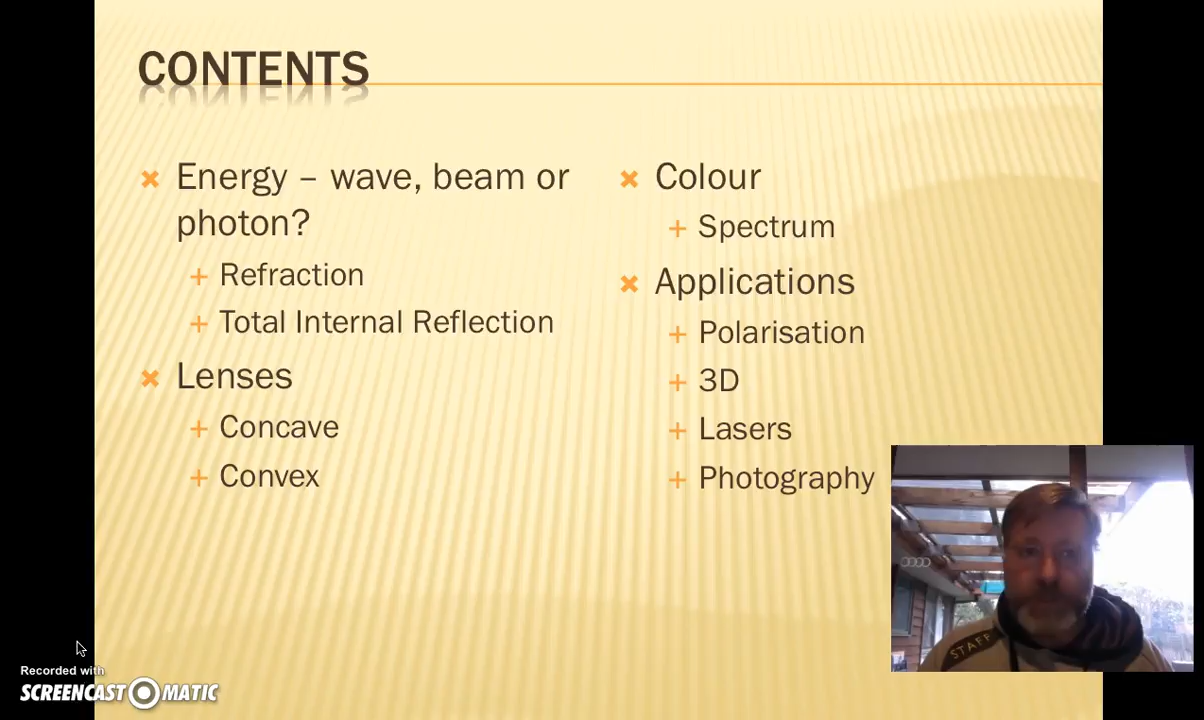 CONTENTS
Energy – wave, beam or
photon?
Refraction
Total Internal Reflection
Lenses
Concave
Convex
Colour
Spectrum
Applications
Polarisation
3D
Lasers
Photography
STAFF
Recorded with
SCREENCAST-O-MATIC